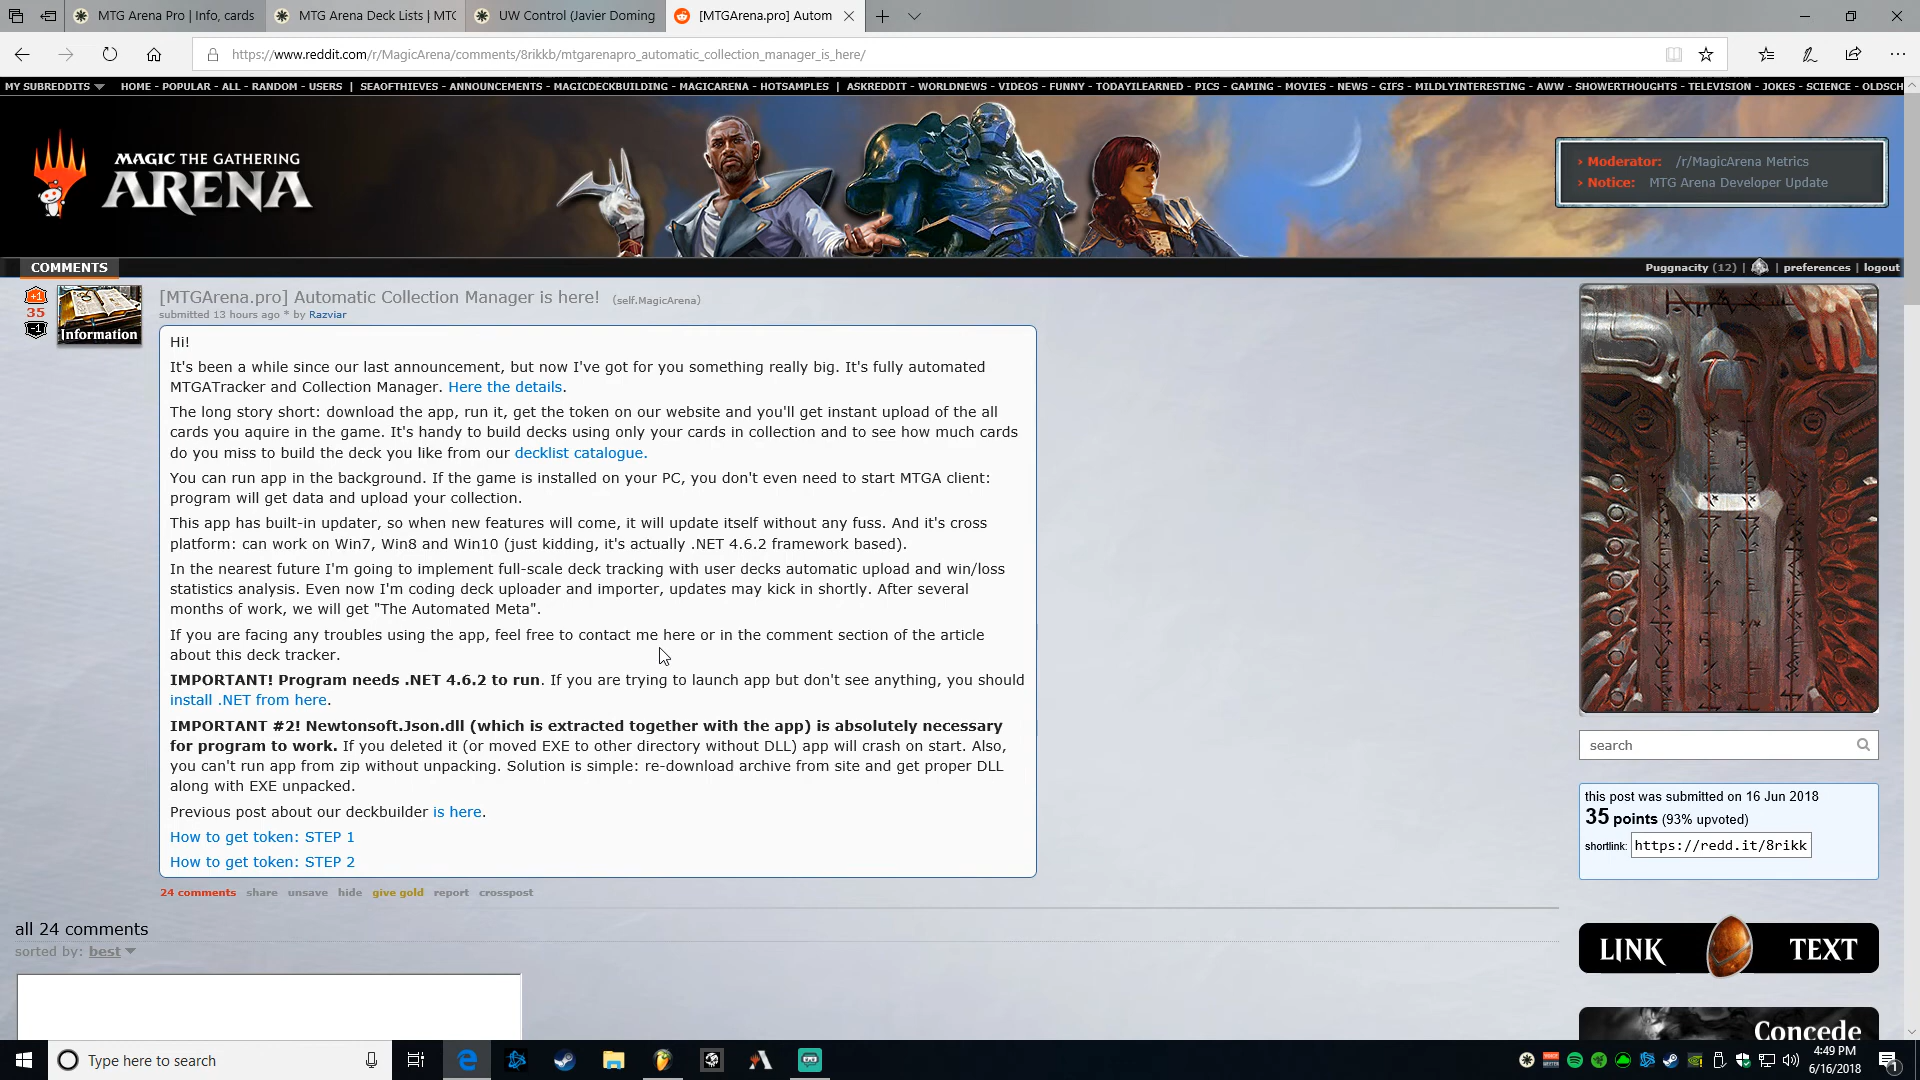 MTG Arena Pro | Info, cards
MTG Arena Deck Lists | MTG
UW Control (Javier Doming
[MTGArena.pro] Autom
https://www.reddit.com/r/MagicArena/comments/8rikkb/mtgarenapro_automatic_collection_manager_is_here/
MY SUBREDDITS HOME - POPULAR - ALL - RANDOM - USERS | SEAOFTHIEVES - ANNOUNCEMENTS - MAGICDECKBUILDING - MAGICARENA - HOTSAMPLES | ASKREDDIT - WORLDNEWS - VIDEOS - FUNNY - TODAYILEARNED - PICS - GAMING - MOVIES - NEWS - GIFS - MILDLYINTERESTING - AWW - SHOWERTHOUGHTS - TELEVISION - JOKES - SCIENCE - OLDSCH
MAGIC THE GATHERING
ARENA
› Moderator: /r/MagicArena Metrics
› Notice: MTG Arena Developer Update
COMMENTS
Puggnacity (12) | | preferences | logout
+1
35
-1
Information
[MTGArena.pro] Automatic Collection Manager is here! (self.MagicArena)
submitted 13 hours ago * by Razviar
Hi!
It's been a while since our last announcement, but now I've got for you something really big. It's fully automated
MTGATracker and Collection Manager. Here the details.
The long story short: download the app, run it, get the token on our website and you'll get instant upload of the all
cards you aquire in the game. It's handy to build decks using only your cards in collection and to see how much cards
do you miss to build the deck you like from our decklist catalogue.
You can run app in the background. If the game is installed on your PC, you don't even need to start MTGA client:
program will get data and upload your collection.
This app has built-in updater, so when new features will come, it will update itself without any fuss. And it's cross
platform: can work on Win7, Win8 and Win10 (just kidding, it's actually .NET 4.6.2 framework based).
In the nearest future I'm going to implement full-scale deck tracking with user decks automatic upload and win/loss
statistics analysis. Even now I'm coding deck uploader and importer, updates may kick in shortly. After several
months of work, we will get "The Automated Meta".
If you are facing any troubles using the app, feel free to contact me here or in the comment section of the article
about this deck tracker.
IMPORTANT! Program needs .NET 4.6.2 to run. If you are trying to launch app but don't see anything, you should
install .NET from here.
IMPORTANT #2! Newtonsoft.Json.dll (which is extracted together with the app) is absolutely necessary
for program to work. If you deleted it (or moved EXE to other directory without DLL) app will crash on start. Also,
you can't run app from zip without unpacking. Solution is simple: re-download archive from site and get proper DLL
along with EXE unpacked.
Previous post about our deckbuilder is here.
How to get token: STEP 1
How to get token: STEP 2
24 comments share unsave hide give gold report crosspost
all 24 comments
sorted by: best
search
this post was submitted on 16 Jun 2018
35 points (93% upvoted)
shortlink: https://redd.it/8rikk
LINK TEXT
Concede
Type here to search
4:49 PM
6/16/2018
1